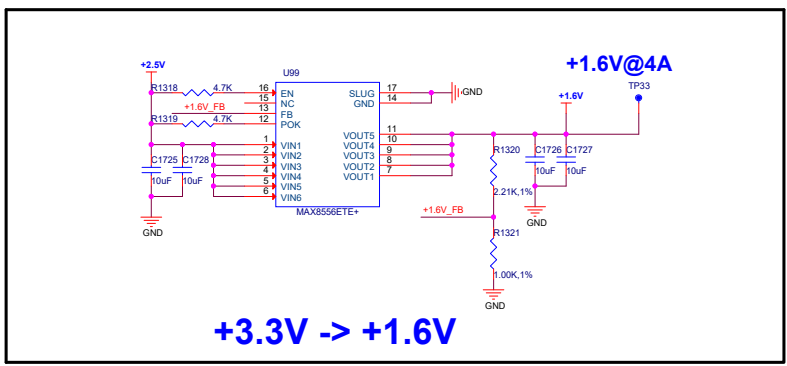 +1.6V@4A
+2.5V
U99
TP33
R1318 4.7K
16 EN
SLUG 17
GND
+1.6V
15 NC
GND 14
+1.6V_FB
13 FB
R1319 4.7K
12 POK
VOUT5 11
1 VIN1
VOUT4 10
2 VIN2
VOUT3 9
3 VIN3
VOUT2 8
4 VIN4
VOUT1 7
5 VIN5
6 VIN6
C1725
10uF
C1728
10uF
R1320
2.21K,1%
C1726
10uF
C1727
10uF
MAX8556ETE+
+1.6V_FB
GND
GND
R1321
1.00K,1%
GND
+3.3V -> +1.6V